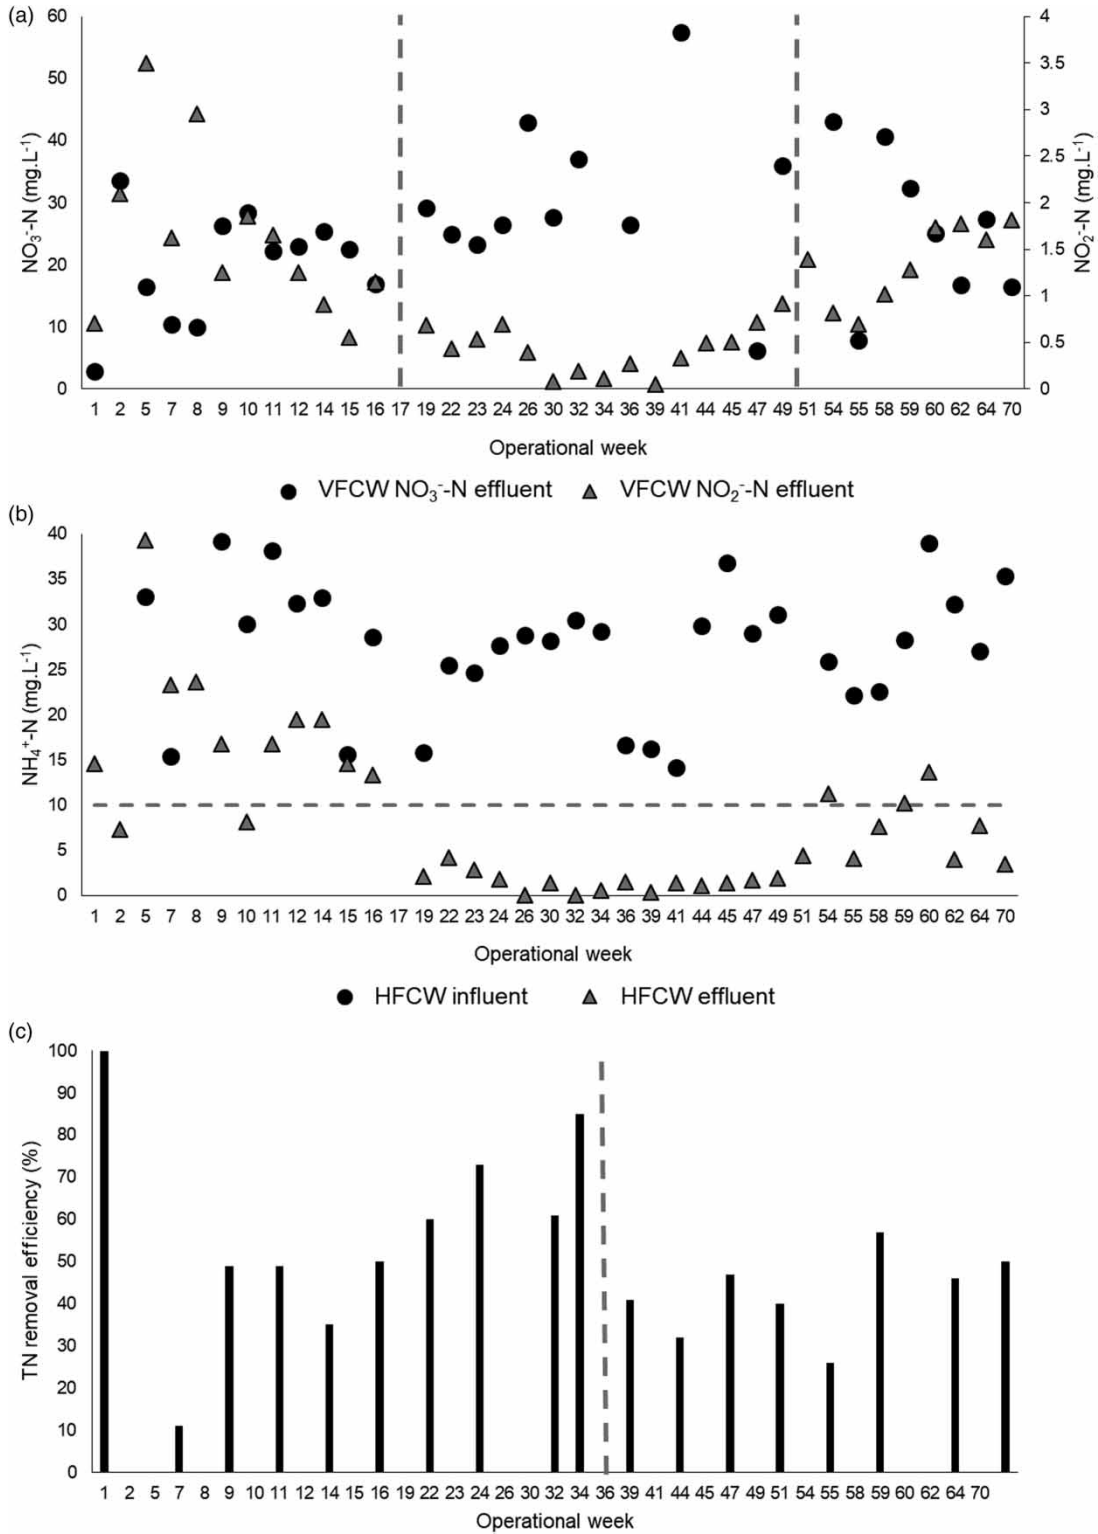 (a)
60
50
40
30
20
10
0
NO3⁻-N (mg.L⁻¹)
4
3.5
3
2.5
2
1.5
1
0.5
0
NO2⁻-N (mg.L⁻¹)
1 2 5 7 8 9 10 11 12 14 15 16 17 19 22 23 24 26 30 32 34 36 39 41 44 45 47 49 51 54 55 58 59 60 62 64 70
Operational week
VFCW NO3⁻-N effluent VFCW NO2⁻-N effluent
(b)
40
35
30
25
20
15
10
5
0
NH4⁺-N (mg.L⁻¹)
1 2 5 7 8 9 10 11 12 14 15 16 17 19 22 23 24 26 30 32 34 36 39 41 44 45 47 49 51 54 55 58 59 60 62 64 70
Operational week
HFCW influent HFCW effluent
(c)
100
90
80
70
60
50
40
30
20
10
0
TN removal efficiency (%)
1 2 5 7 8 9 10 11 12 14 16 19 22 23 24 26 30 32 34 36 39 41 44 45 47 49 51 54 55 58 59 60 62 64 70
Operational week